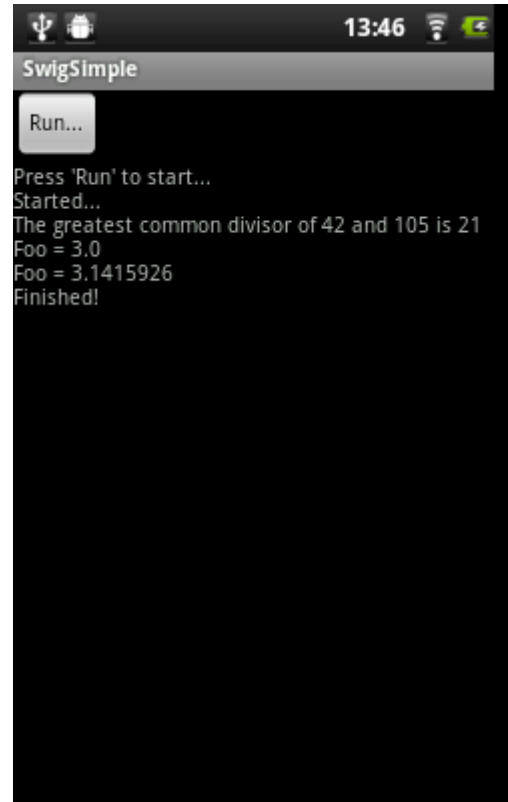 13:46
SwigSimple
Run...
Press 'Run' to start...
Started...
The greatest common divisor of 42 and 105 is 21
Foo = 3.0
Foo = 3.1415926
Finished!